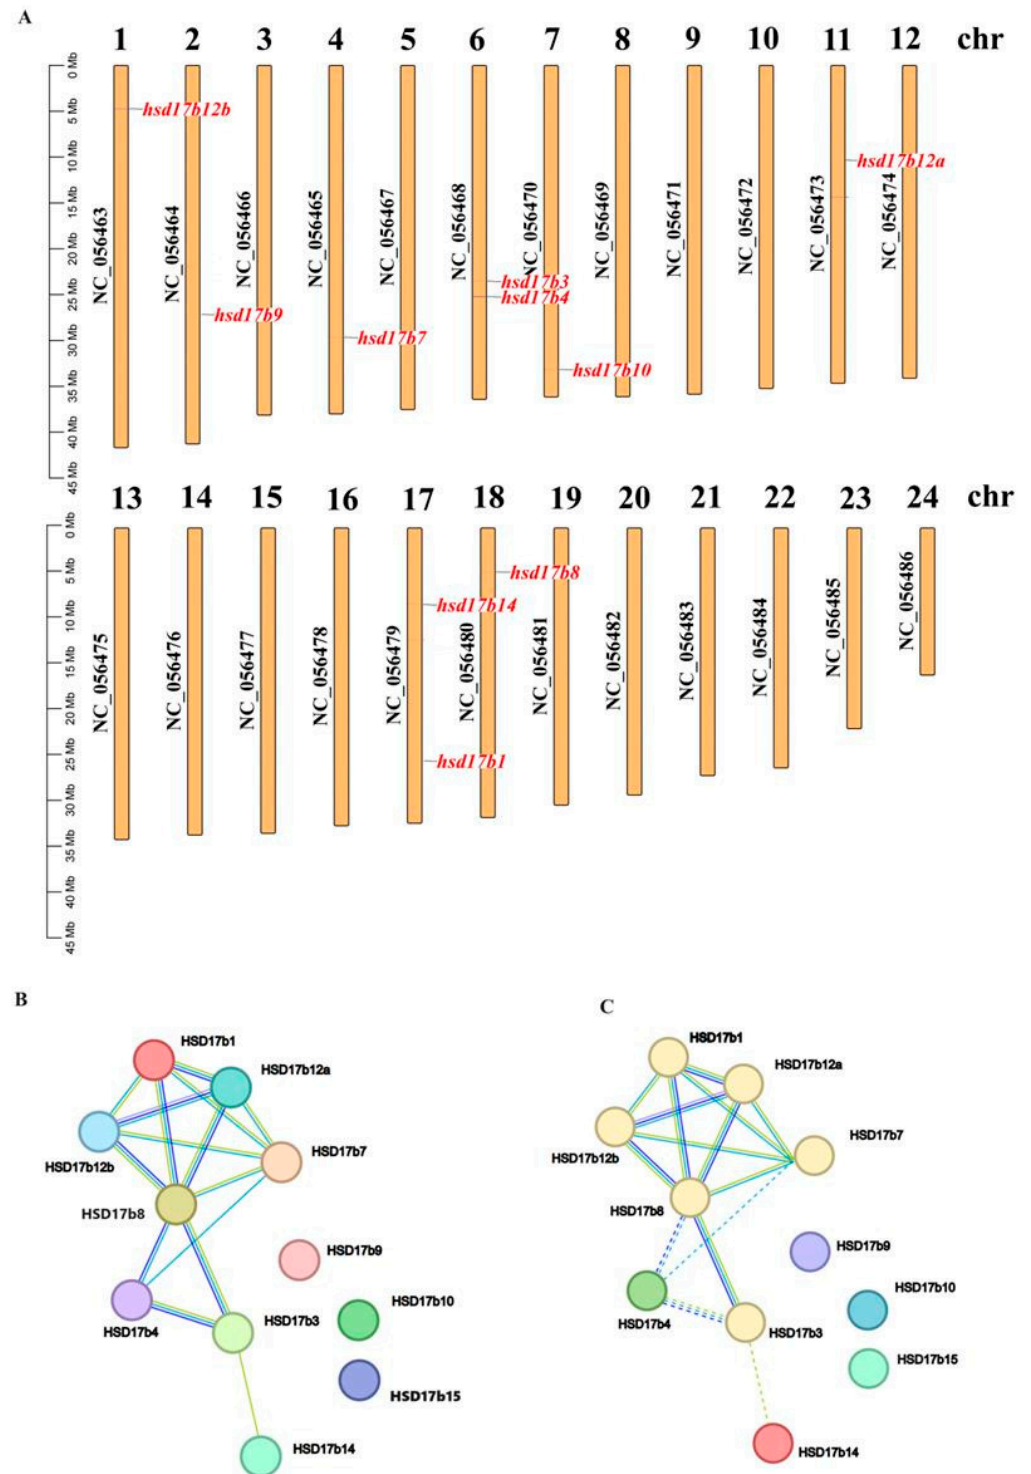 A
1 2 3 4 5 6 7 8 9 10 11 12 chr
0 Mb
5 Mb
10 Mb
15 Mb
20 Mb
25 Mb
30 Mb
35 Mb
40 Mb
45 Mb
NC_056463
NC_056464
NC_056466
NC_056465
NC_056467
NC_056468
NC_056470
NC_056469
NC_056471
NC_056472
NC_056473
NC_056474
hsd17b12b
hsd17b12a
hsd17b3
hsd17b4
hsd17b9
hsd17b7
hsd17b10
13 14 15 16 17 18 19 20 21 22 23 24 chr
0 Mb
5 Mb
10 Mb
15 Mb
20 Mb
25 Mb
30 Mb
35 Mb
40 Mb
45 Mb
NC_056475
NC_056476
NC_056477
NC_056478
NC_056479
NC_056480
NC_056481
NC_056482
NC_056483
NC_056484
NC_056485
NC_056486
hsd17b8
hsd17b14
hsd17b1
B
HSD17b1
HSD17b12a
HSD17b7
HSD17b12b
HSD17b8
HSD17b9
HSD17b10
HSD17b3
HSD17b4
HSD17b15
HSD17b14
C
HSD17b1
HSD17b12a
HSD17b7
HSD17b12b
HSD17b8
HSD17b9
HSD17b10
HSD17b4
HSD17b3
HSD17b15
HSD17b14